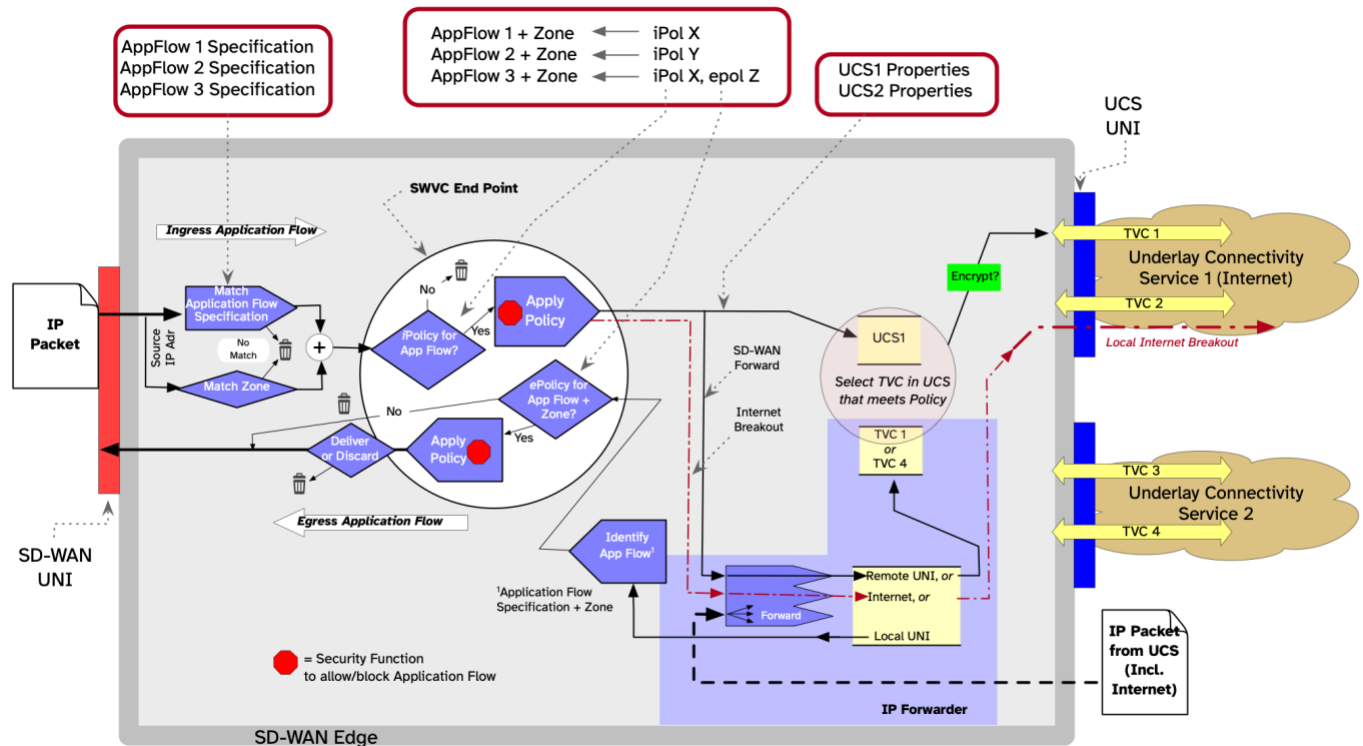 AppFlow 1 Specification
AppFlow 2 Specification
AppFlow 3 Specification
AppFlow 1 + Zone
iPol X
AppFlow 2 + Zone
iPol Y
AppFlow 3 + Zone
iPol X, epol Z
UCS1 Properties
UCS2 Properties
UCS
UNI
SWVC End Point
Ingress Application Flow
IP
Packet
Match
Application Flow
Specification
Source
IP Adr
No
Match
Match Zone
+
No
iPolicy for
App Flow?
Yes
Apply
Policy
ePolicy for
App Flow +
Zone?
No
Yes
Deliver
or Discard
Apply
Policy
Egress Application Flow
SD-WAN
UNI
SD-WAN
Forward
Internet
Breakout
UCS1
Select TVC in UCS
that meets Policy
TVC 1
or
TVC 4
Encrypt?
TVC 1
Underlay Connectivity
Service 1 (Internet)
TVC 2
Local Internet Breakout
TVC 3
Underlay Connectivity
Service 2
TVC 4
Identify
App Flow¹
¹Application Flow
Specification + Zone
Forward
Remote UNI, or
Internet, or
Local UNI
IP Forwarder
IP Packet
from UCS
(Incl.
Internet)
= Security Function
to allow/block Application Flow
SD-WAN Edge